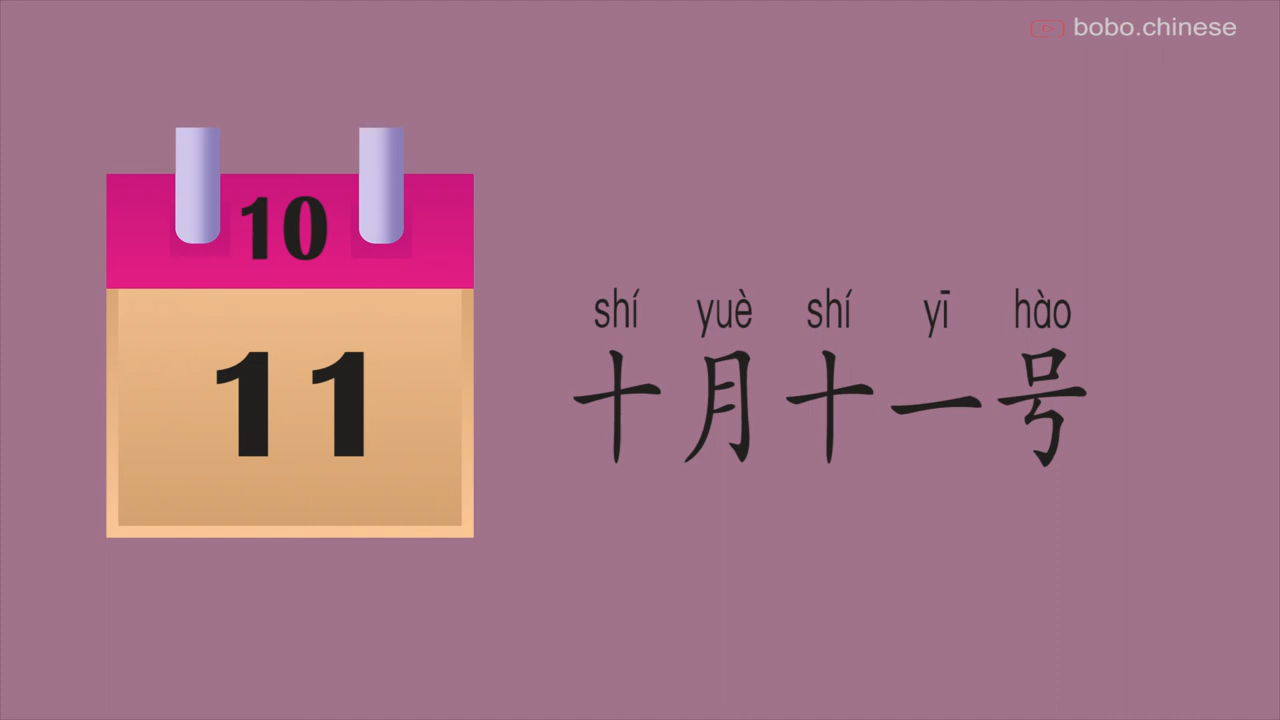 bobo.chinese
10
11
shí yuè shí yī hào
十月十一号